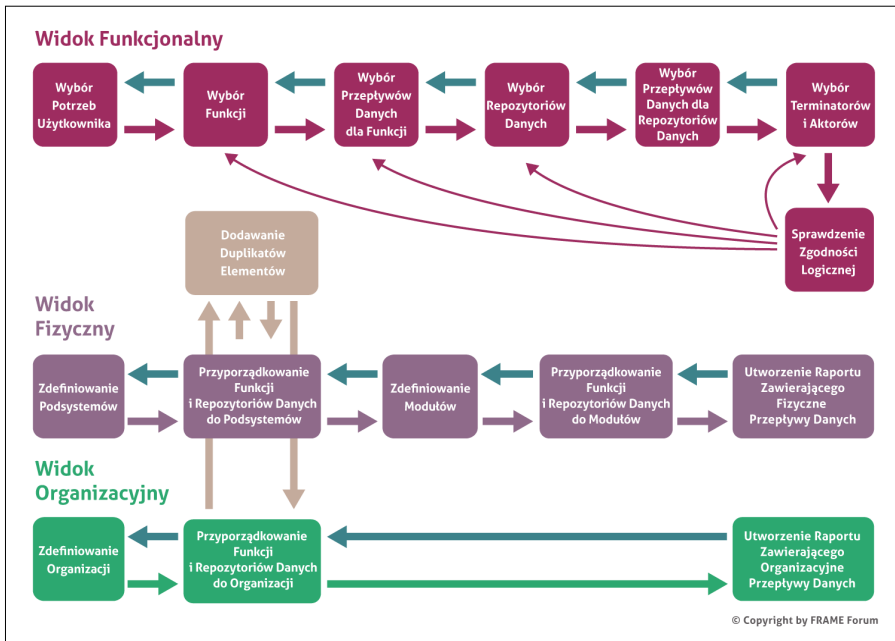 Widok Funkcjonalny
Wybór
Potrzeb
Użytkownika
Wybór
Funkcji
Wybór
Przepływów
Danych
dla Funkcji
Wybór
Repozytoriów
Danych
Wybór
Przepływów
Danych dla
Repozytoriów
Danych
Wybór
Terminatorów
i Aktorów
Sprawdzenie
Zgodności
Logicznej
Dodawanie
Duplikatów
Elementów
Widok
Fizyczny
Zdefiniowanie
Podsystemów
Przyporządkowanie
Funkcji
i Repozytoriów Danych
do Podsystemów
Zdefiniowanie
Modułów
Przyporządkowanie
Funkcji
i Repozytoriów Danych
do Modułów
Utworzenie Raportu
Zawierającego
Fizyczne
Przepływy Danych
Widok
Organizacyjny
Zdefiniowanie
Organizacji
Przyporządkowanie
Funkcji
i Repozytoriów Danych
do Organizacji
Utworzenie Raportu
Zawierającego
Organizacyjne
Przepływy Danych
© Copyright by FRAME Forum